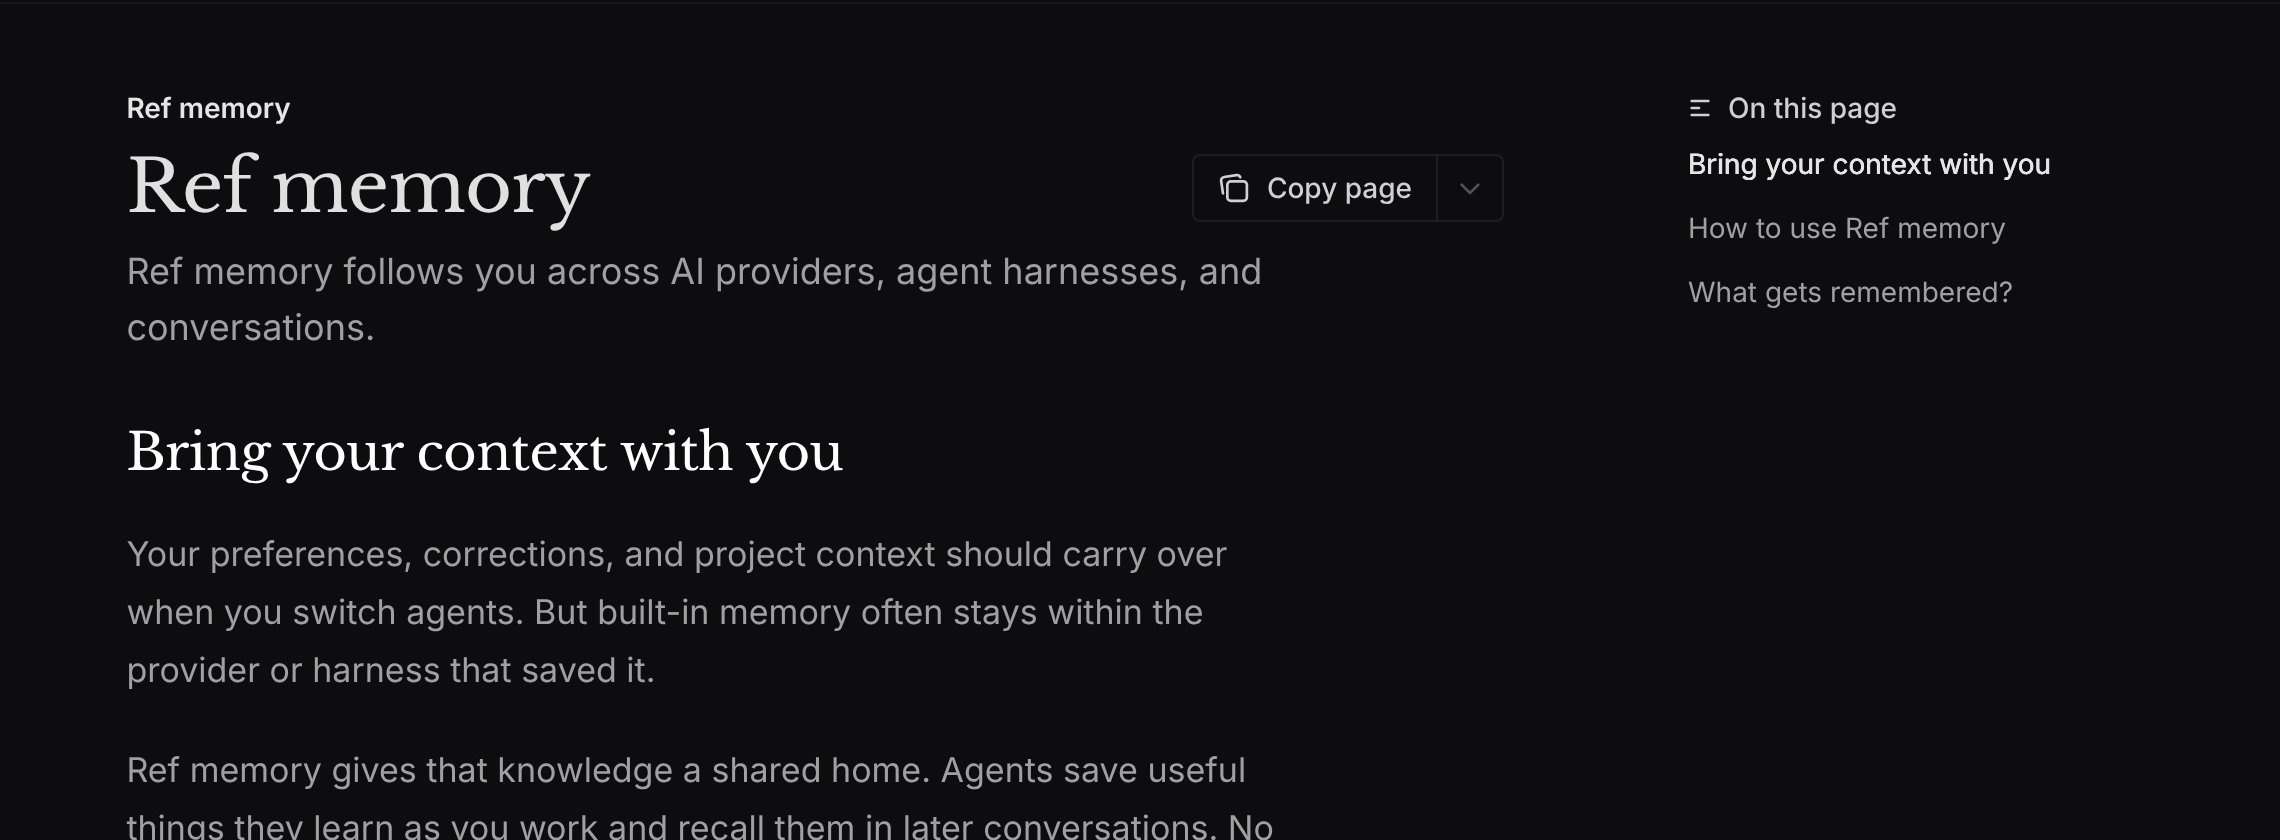 Ref memory
Ref memory
Copy page
Ref memory follows you across AI providers, agent harnesses, and
conversations.
Bring your context with you
Your preferences, corrections, and project context should carry over
when you switch agents. But built-in memory often stays within the
provider or harness that saved it.
Ref memory gives that knowledge a shared home. Agents save useful
things they learn as you work and recall them in later conversations. No
On this page
Bring your context with you
How to use Ref memory
What gets remembered?